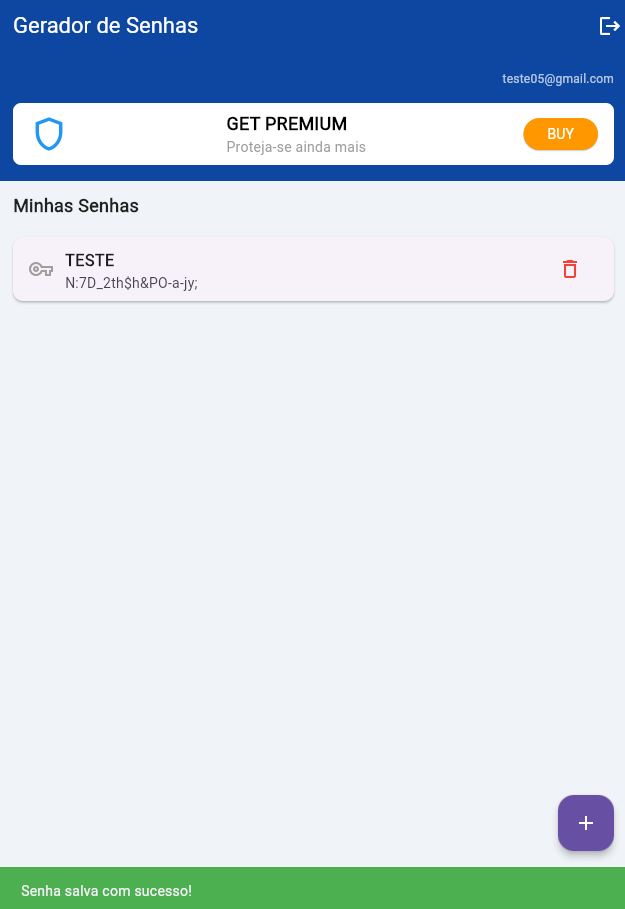 Gerador de Senhas
teste05@gmail.com
GET PREMIUM
Proteja-se ainda mais
BUY
Minhas Senhas
TESTE
N:7D_2th$h&PO-a-jy;
Senha salva com sucesso!